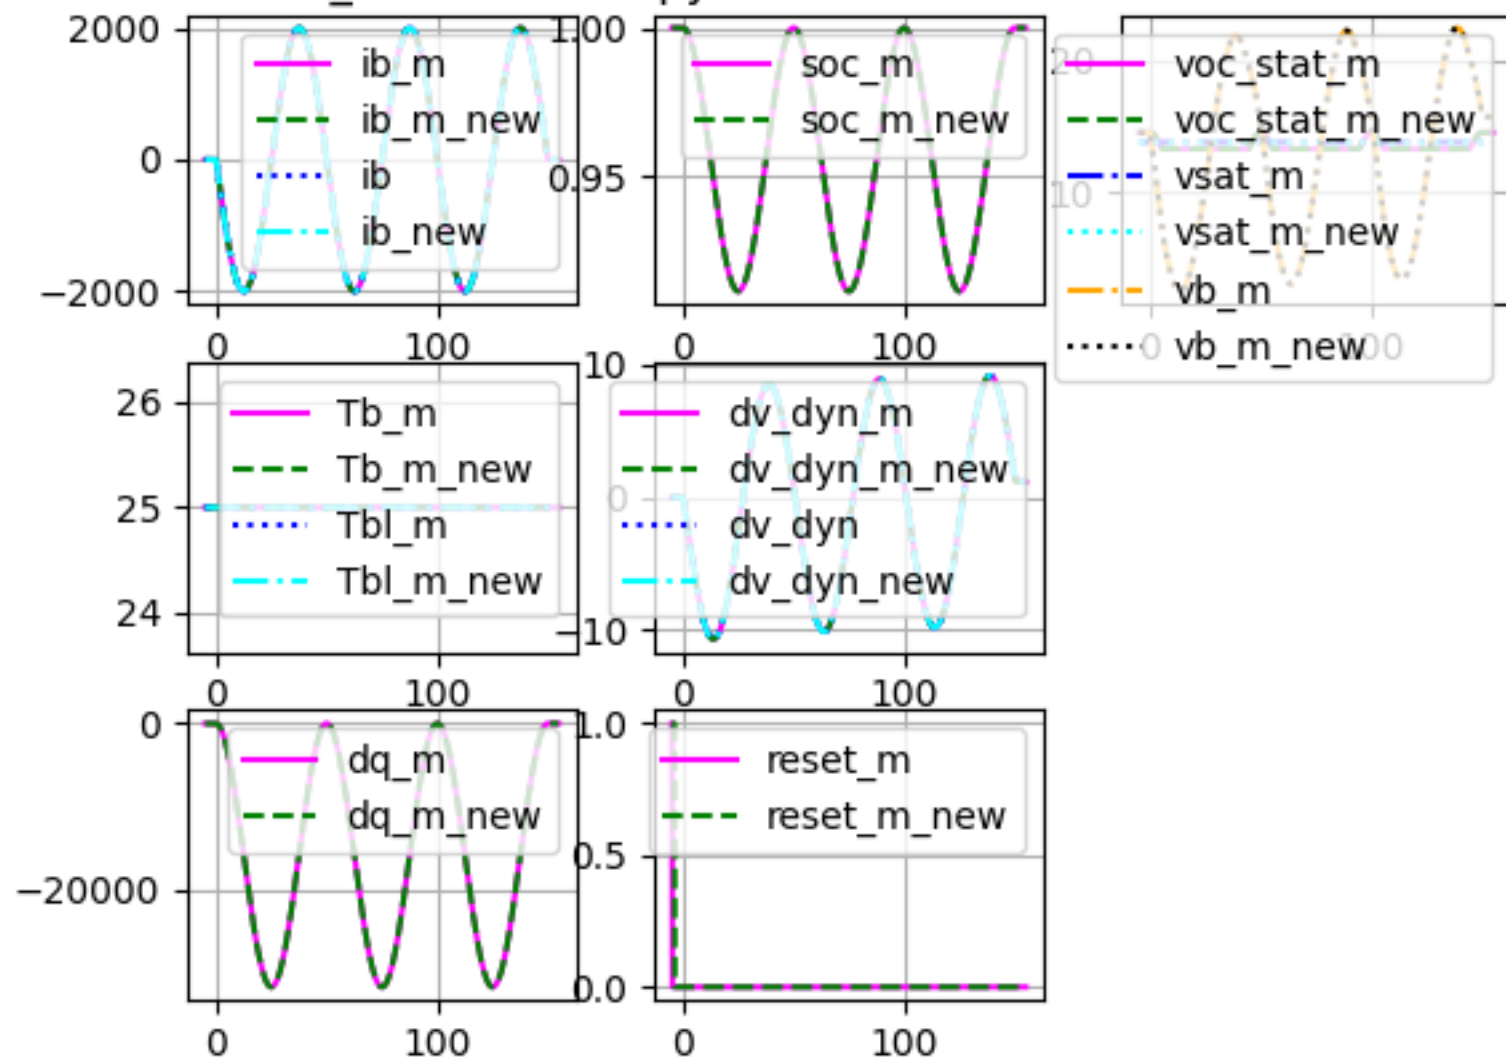 2000
0
−2000
0 100
ib_m
ib_m_new
ib
ib_new
1.00
0.95
0 100
soc_m
soc_m_new
20
10
0 100
voc_stat_m
voc_stat_m_new
vsat_m
vsat_m_new
vb_m
vb_m_new
26
25
24
0 100
Tb_m
Tb_m_new
Tbl_m
Tbl_m_new
10
0
−10
0 100
dv_dyn_m
dv_dyn_m_new
dv_dyn
dv_dyn_new
0
−20000
0 100
dq_m
dq_m_new
1.0
0.5
0.0
0 100
reset_m
reset_m_new